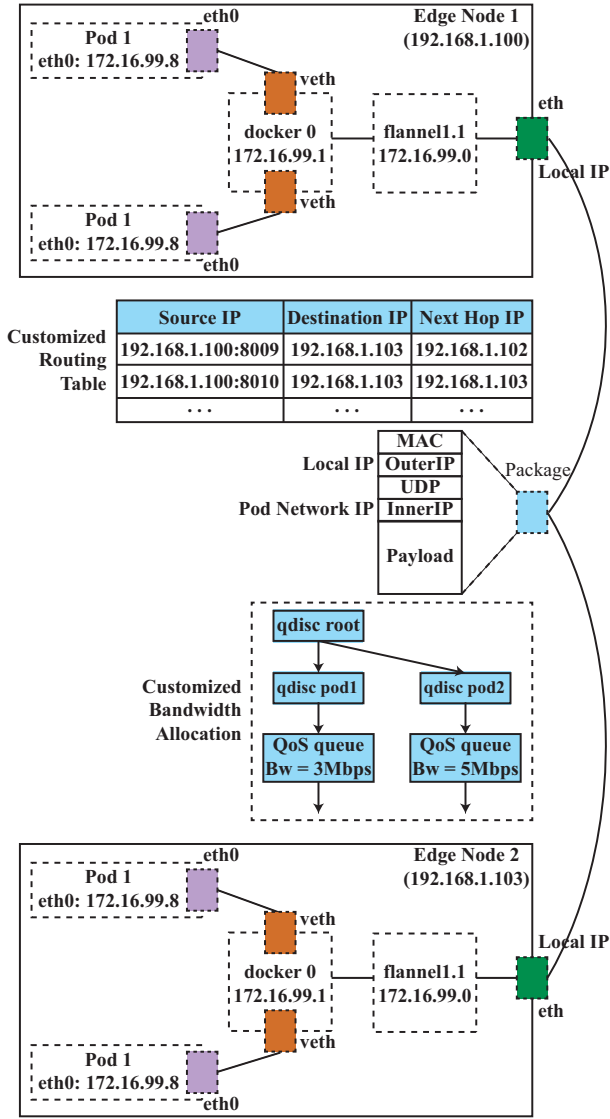 eth0
Edge Node 1
(192.168.1.100)
Pod 1
eth0: 172.16.99.8
veth
eth
docker 0
172.16.99.1
flannel1.1
172.16.99.0
Local IP
veth
Pod 1
eth0: 172.16.99.8
eth0
Customized
Routing
Table
Source IP Destination IP Next Hop IP
192.168.1.100:8009 192.168.1.103 192.168.1.102
192.168.1.100:8010 192.168.1.103 192.168.1.103
... ... ...
MAC
Local IP OuterIP
UDP
Pod Network IP InnerIP
Payload
Package
qdisc root
Customized
Bandwidth
Allocation
qdisc pod1 qdisc pod2
QoS queue
Bw = 3Mbps
QoS queue
Bw = 5Mbps
eth0
Edge Node 2
(192.168.1.103)
Pod 1
eth0: 172.16.99.8
veth
Local IP
docker 0
172.16.99.1
flannel1.1
172.16.99.0
eth
veth
Pod 1
eth0: 172.16.99.8
eth0